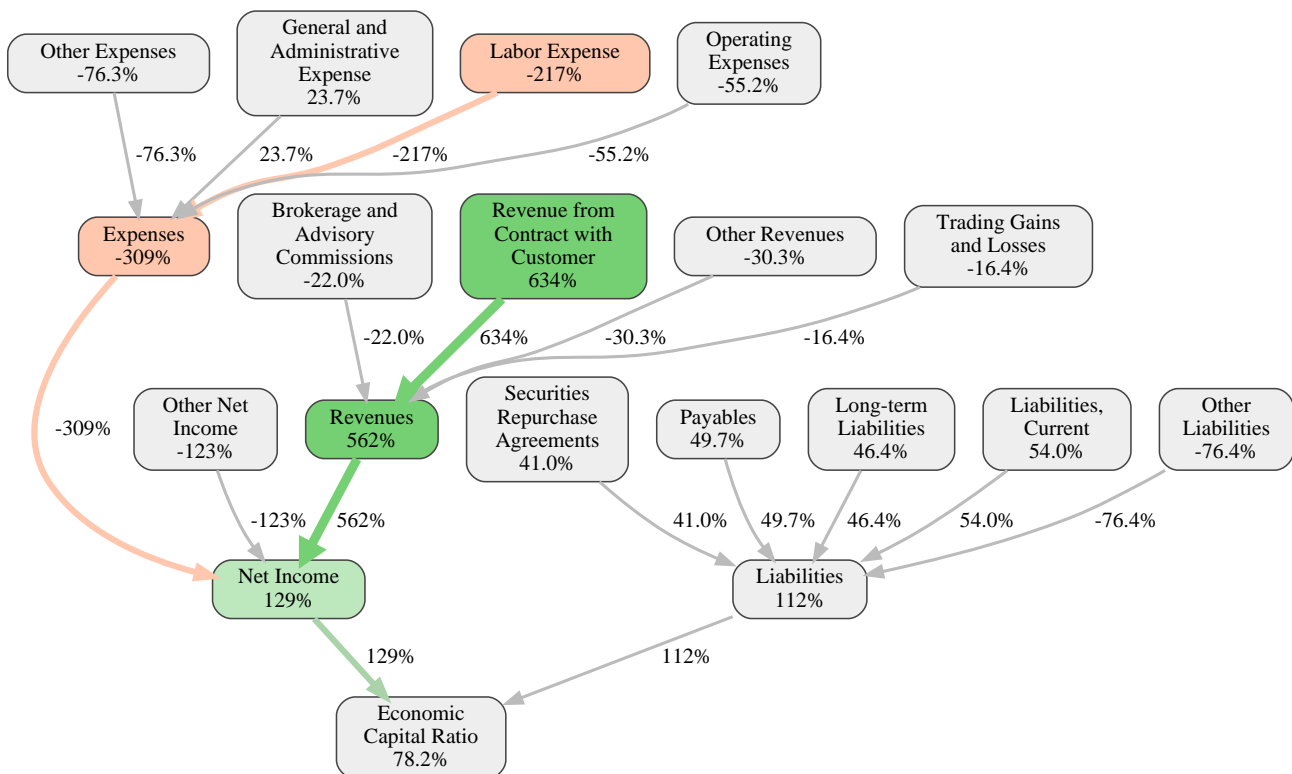 Other Expenses
-76.3%
General and
Administrative
Expense
23.7%
Labor Expense
-217%
Operating
Expenses
-55.2%
-76.3%
23.7%
-217%
-55.2%
Expenses
-309%
Brokerage and
Advisory
Commissions
-22.0%
Revenue from
Contract with
Customer
634%
Other Revenues
-30.3%
Trading Gains
and Losses
-16.4%
-22.0%
634%
-30.3%
-16.4%
-309%
Other Net
Income
-123%
Revenues
562%
Securities
Repurchase
Agreements
41.0%
Payables
49.7%
Long-term
Liabilities
46.4%
Liabilities,
Current
54.0%
Other
Liabilities
-76.4%
-123%
562%
41.0%
49.7%
46.4%
54.0%
-76.4%
Net Income
129%
Liabilities
112%
129%
112%
Economic
Capital Ratio
78.2%